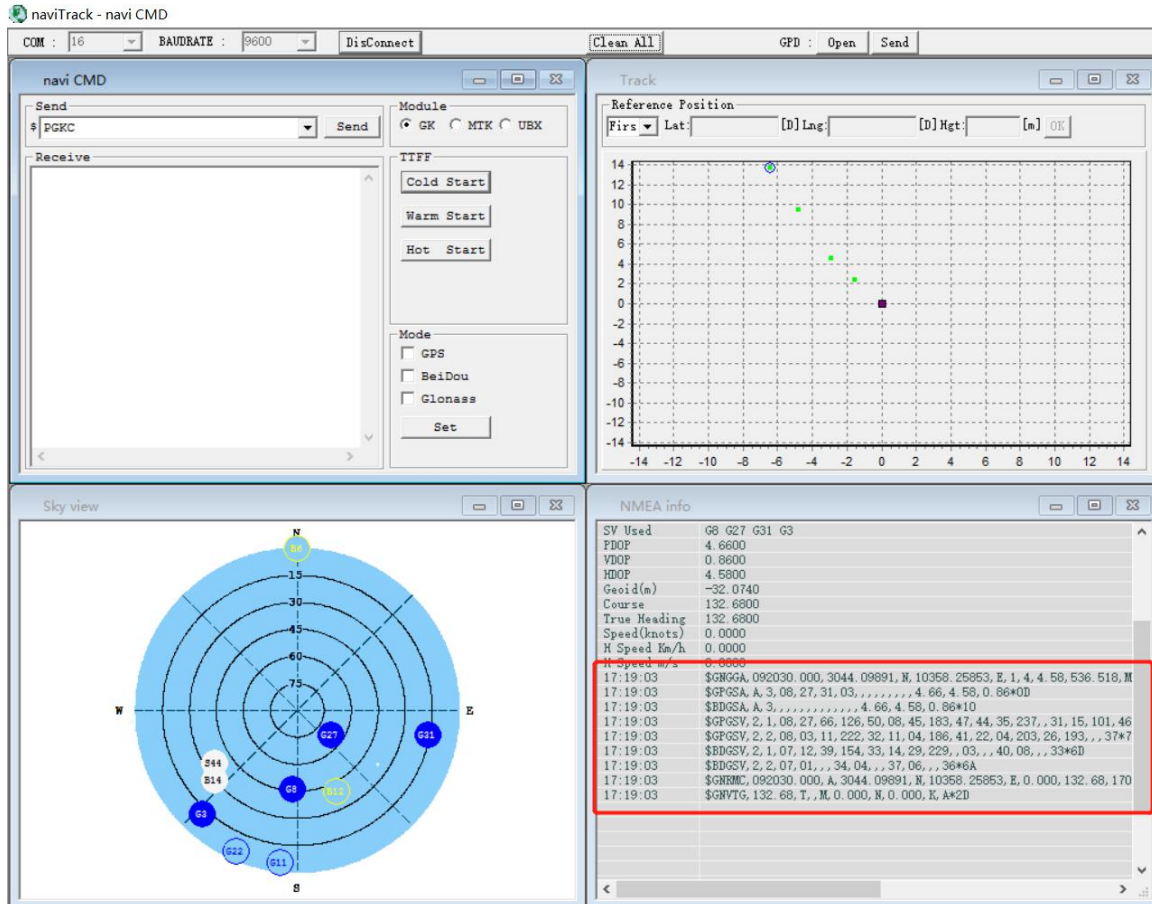 naviTrack - navi CMD
COM : 16 BAUDRATE : 9600 DisConnect Clean All GPD : Open Send
navi CMD
Send
$ PGKC Send
Module
GK MTK UBX
Receive
TTFF
Cold Start
Warm Start
Hot Start
Mode
GPS
BeiDou
Glonass
Set
Track
Reference Position
Firs Lat: [D] Lng: [D] Hgt: [m] OK
14
12
10
8
6
4
2
0
-2
-4
-6
-8
-10
-12
-14
-14 -12 -10 -8 -6 -4 -2 0 2 4 6 8 10 12 14
Sky view
N
15
30
45
60
75
W
E
G27
G31
S44
B14
G8
B12
G3
G22
G11
S
NMEA info
SV Used G8 G27 G31 G3
PDOP 4.6600
VDOP 0.8600
HDOP 4.5800
Geoid(m) -32.0740
Course 132.6800
True Heading 132.6800
Speed(knots) 0.0000
H Speed Km/h 0.0000
H Speed m/s 0.0000
17:19:03 $GNGGA,092030.000,3044.09891,N,10358.25853,E,1,4,4.58,536.518,M
17:19:03 $GPGSA,A,3,08,27,31,03,,,,,,,,,4.66,4.58,0.86*0D
17:19:03 $BDGSA,A,3,,,,,,,,,,,,,4.66,4.58,0.86*10
17:19:03 $GPGSV,2,1,08,27,66,126,50,08,45,183,47,44,35,237,,31,15,101,46
17:19:03 $GPGSV,2,2,08,03,11,222,32,11,04,186,41,22,04,203,26,193,,,37*7
17:19:03 $BDGSV,2,1,07,12,39,154,33,14,29,229,,03,,,40,08,,,33*6D
17:19:03 $BDGSV,2,2,07,01,,,34,04,,,37,06,,,36*6A
17:19:03 $GNRMC,092030.000,A,3044.09891,N,10358.25853,E,0.000,132.68,170
17:19:03 $GNVTG,132.68,T,,M,0.000,N,0.000,K,A*2D